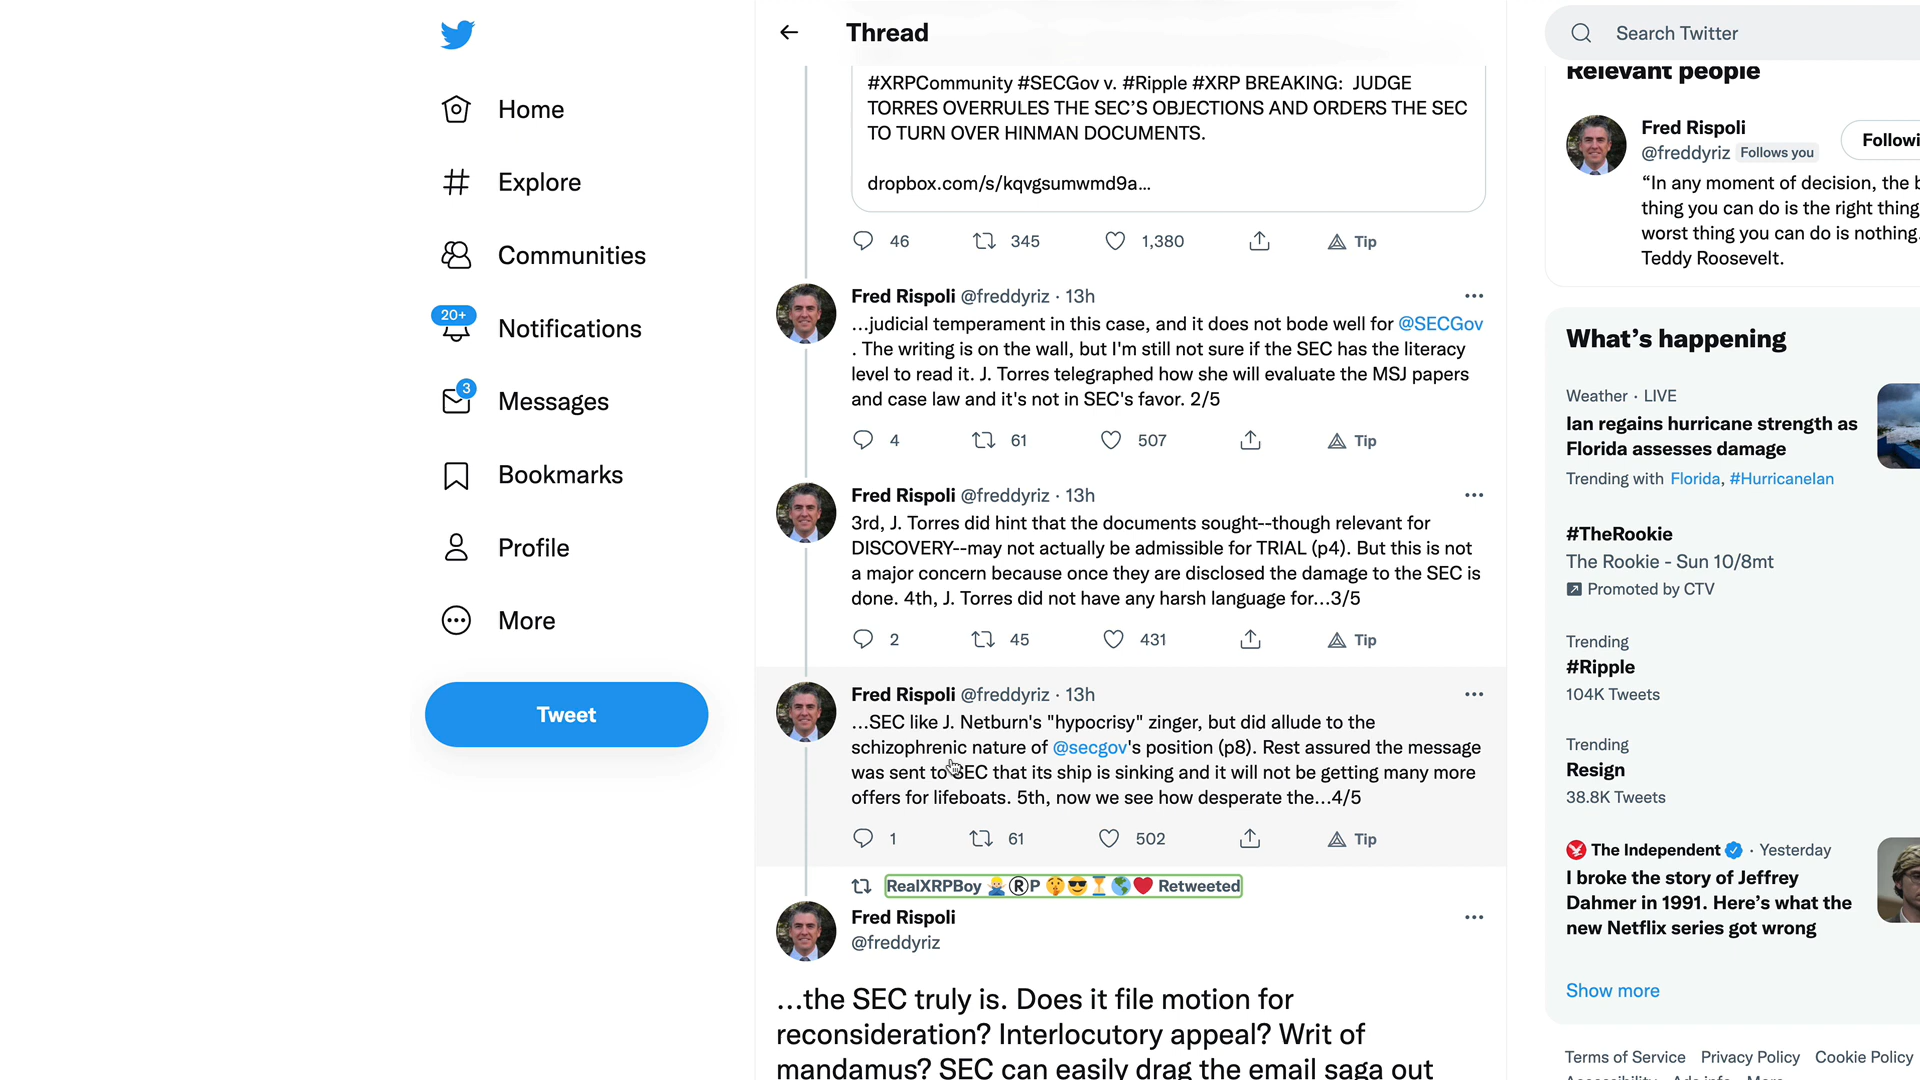 Home
Explore
Communities
20+
Notifications
3
Messages
Bookmarks
Profile
More
Tweet
Thread
#XRPCommunity #SECGov v. #Ripple #XRP BREAKING: JUDGE
TORRES OVERRULES THE SEC’S OBJECTIONS AND ORDERS THE SEC
TO TURN OVER HINMAN DOCUMENTS.
dropbox.com/s/kqvgsumwmd9a...
46 345 1,380 Tip
Fred Rispoli @freddyriz · 13h
...judicial temperament in this case, and it does not bode well for @SECGov
. The writing is on the wall, but I'm still not sure if the SEC has the literacy
level to read it. J. Torres telegraphed how she will evaluate the MSJ papers
and case law and it's not in SEC's favor. 2/5
4 61 507 Tip
Fred Rispoli @freddyriz · 13h
3rd, J. Torres did hint that the documents sought--though relevant for
DISCOVERY--may not actually be admissible for TRIAL (p4). But this is not
a major concern because once they are disclosed the damage to the SEC is
done. 4th, J. Torres did not have any harsh language for...3/5
2 45 431 Tip
Fred Rispoli @freddyriz · 13h
...SEC like J. Netburn's "hypocrisy" zinger, but did allude to the
schizophrenic nature of @secgov's position (p8). Rest assured the message
was sent to SEC that its ship is sinking and it will not be getting many more
offers for lifeboats. 5th, now we see how desperate the...4/5
1 61 502 Tip
RealXRPBoy 🙅🏼‍♂️®P 🤫😎⏳🌎❤️ Retweeted
Fred Rispoli
@freddyriz
...the SEC truly is. Does it file motion for
reconsideration? Interlocutory appeal? Writ of
mandamus? SEC can easily drag the email saga out
Search Twitter
Relevant people
Fred Rispoli
@freddyriz Follows you
Followi
“In any moment of decision, the b
thing you can do is the right thing
worst thing you can do is nothing.
Teddy Roosevelt.
What’s happening
Weather · LIVE
Ian regains hurricane strength as
Florida assesses damage
Trending with Florida, #HurricaneIan
#TheRookie
The Rookie - Sun 10/8mt
Promoted by CTV
Trending
#Ripple
104K Tweets
Trending
Resign
38.8K Tweets
The Independent · Yesterday
I broke the story of Jeffrey
Dahmer in 1991. Here’s what the
new Netflix series got wrong
Show more
Terms of Service Privacy Policy Cookie Policy
Accessibility Ads info More